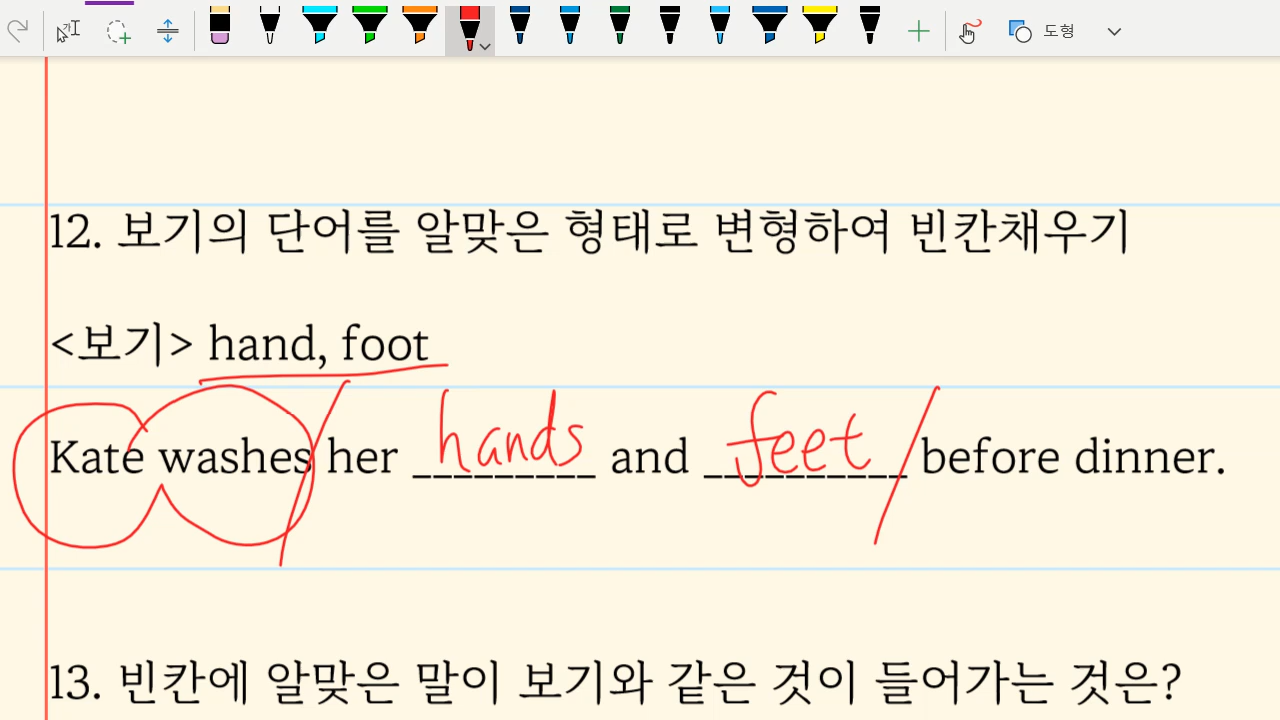 도형
12. 보기의 단어를 알맞은 형태로 변형하여 빈칸채우기
<보기> hand, foot
Kate washes her hands and feet before dinner.
13. 빈칸에 알맞은 말이 보기와 같은 것이 들어가는 것은?